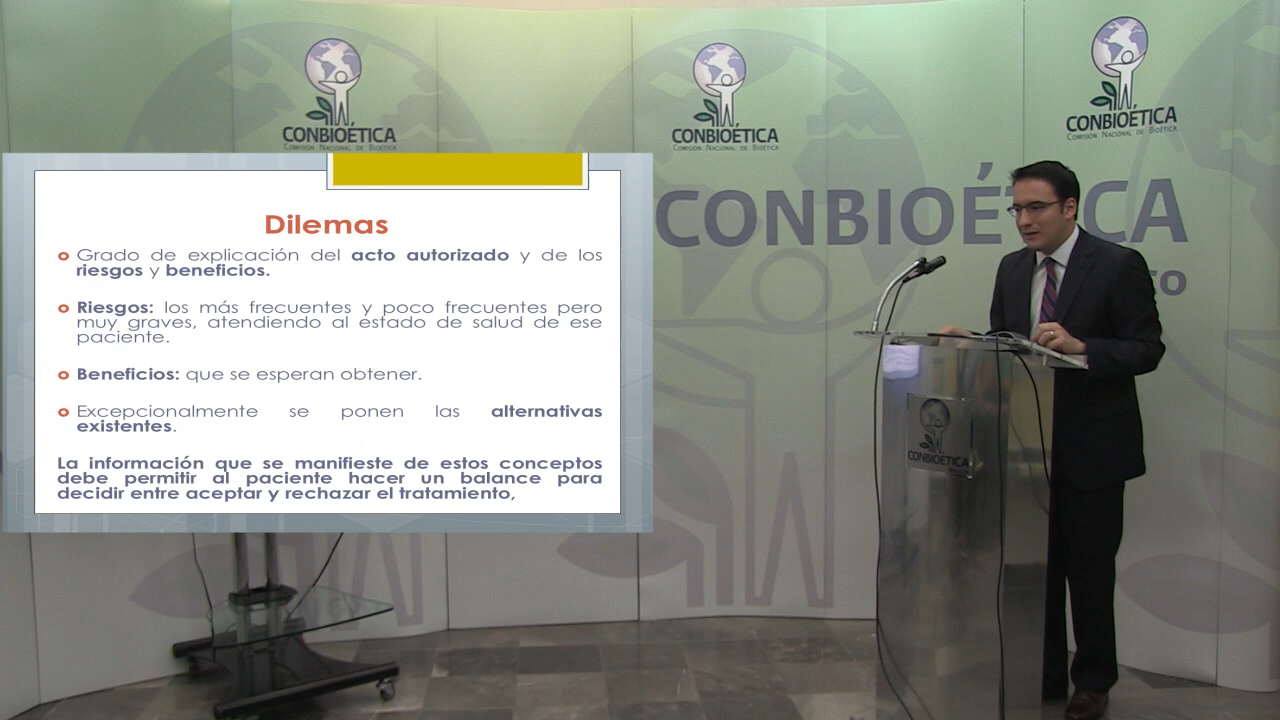 CONBIOÉTICA
COMISIÓN NACIONAL DE BIOÉTICA
CONBIOÉTICA
COMISIÓN NACIONAL DE BIOÉTICA
CONBIOÉTICA
COMISIÓN NACIONAL DE BIOÉTICA
Dilemas
Grado de explicación del acto autorizado y de los
riesgos y beneficios.
Riesgos: los más frecuentes y poco frecuentes pero
muy graves, atendiendo al estado de salud de ese
paciente.
Beneficios: que se esperan obtener.
Excepcionalmente se ponen las alternativas
existentes.
La información que se manifieste de estos conceptos
debe permitir al paciente hacer un balance para
decidir entre aceptar y rechazar el tratamiento,
CONBIOÉ CA
CONBIOÉTICA